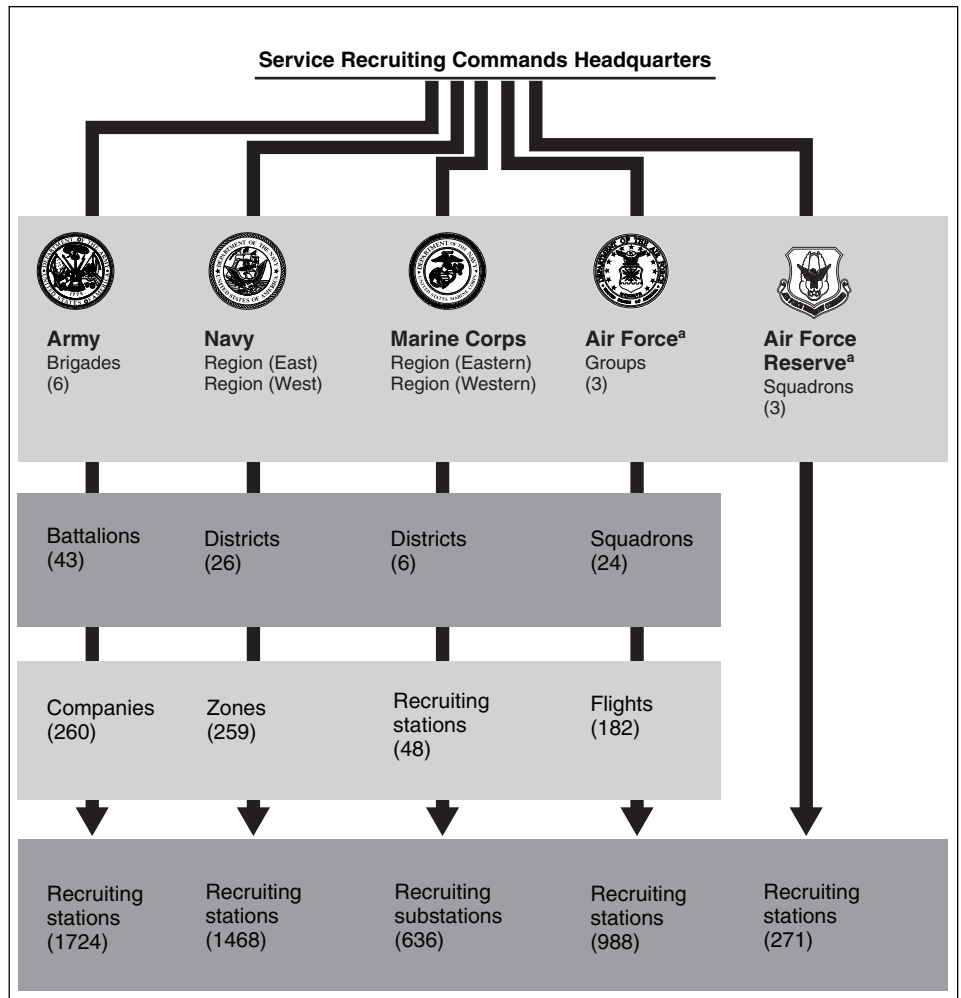 Service Recruiting Commands Headquarters
Army
Brigades
(6)
Navy
Region (East)
Region (West)
Marine Corps
Region (Eastern)
Region (Western)
Air Forceᵃ
Groups
(3)
Air Force
Reserveᵃ
Squadrons
(3)
Battalions
(43)
Districts
(26)
Districts
(6)
Squadrons
(24)
Companies
(260)
Zones
(259)
Recruiting
stations
(48)
Flights
(182)
Recruiting
stations
(1724)
Recruiting
stations
(1468)
Recruiting
substations
(636)
Recruiting
stations
(988)
Recruiting
stations
(271)